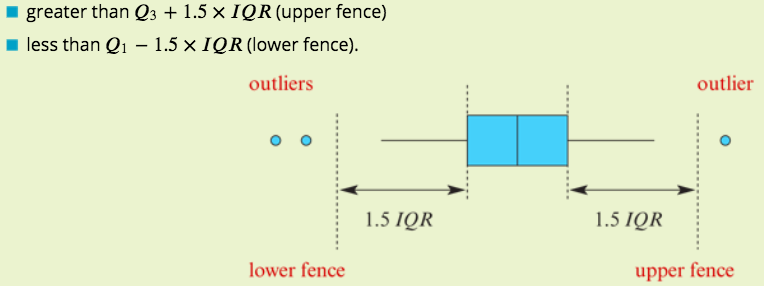 greater than Q₃ + 1.5 × IQR (upper fence)
less than Q₁ − 1.5 × IQR (lower fence).
outliers outlier
1.5 IQR 1.5 IQR
lower fence upper fence